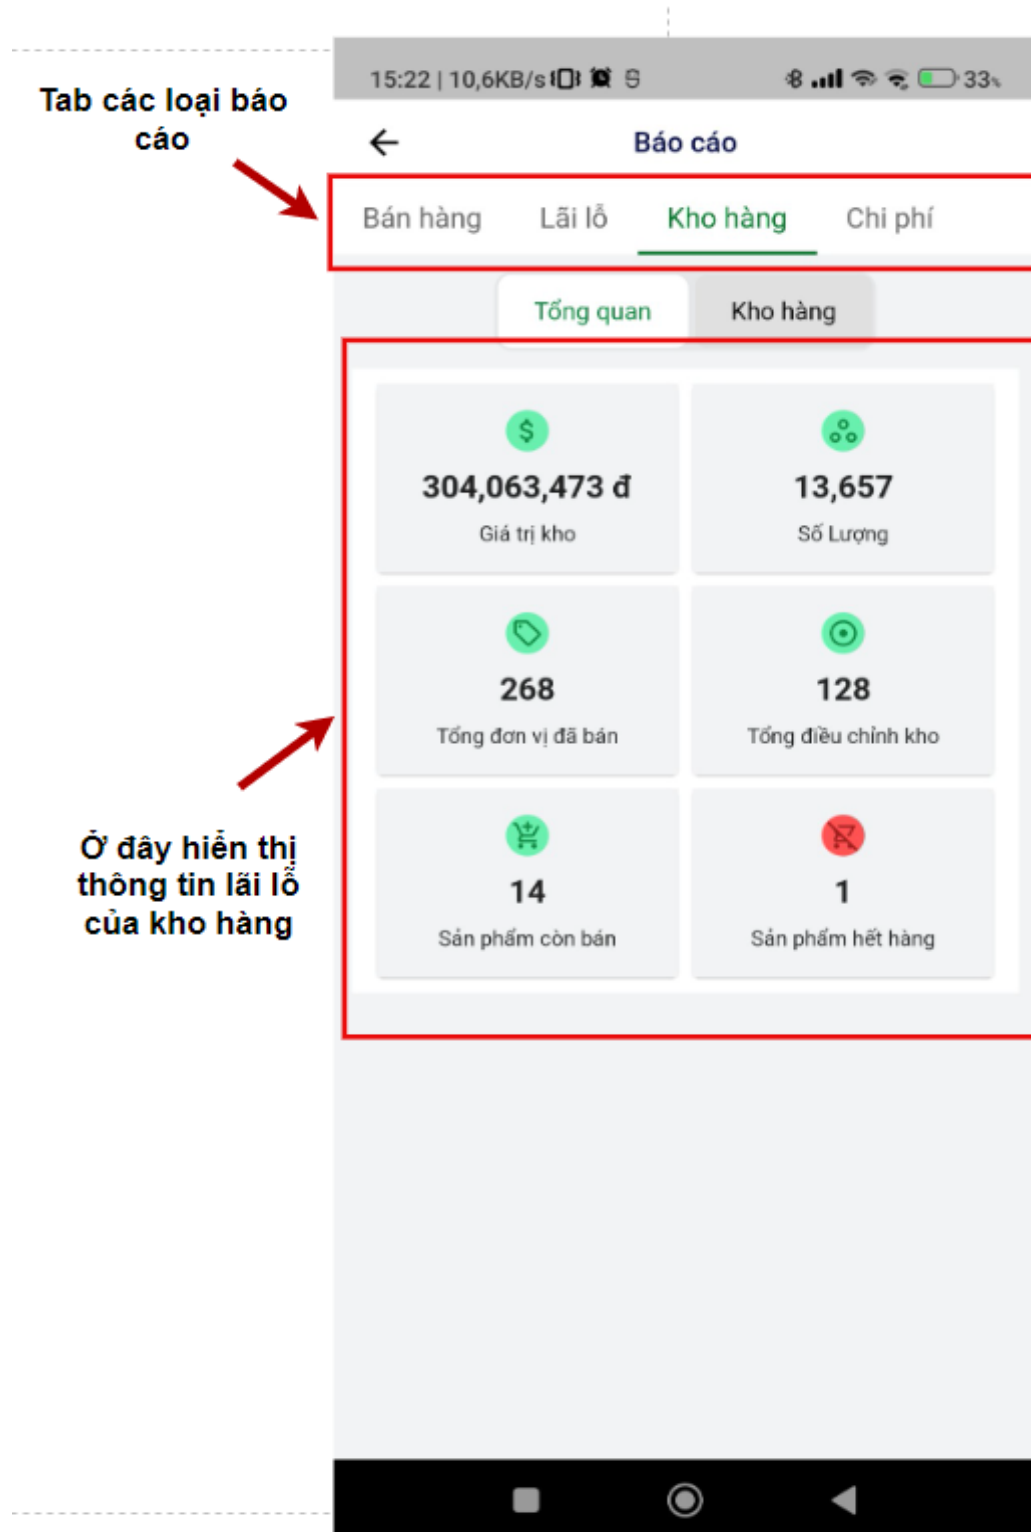 15:22 | 10,6KB/s
33%
Tab các loại báo
cáo
Báo cáo
Bán hàng Lãi lỗ Kho hàng Chi phí
Tổng quan Kho hàng
304,063,473 đ
Giá trị kho
13,657
Số Lượng
268
Tổng đơn vị đã bán
128
Tổng điều chỉnh kho
Ở đây hiển thị
thông tin lãi lỗ
của kho hàng
14
Sản phẩm còn bán
1
Sản phẩm hết hàng